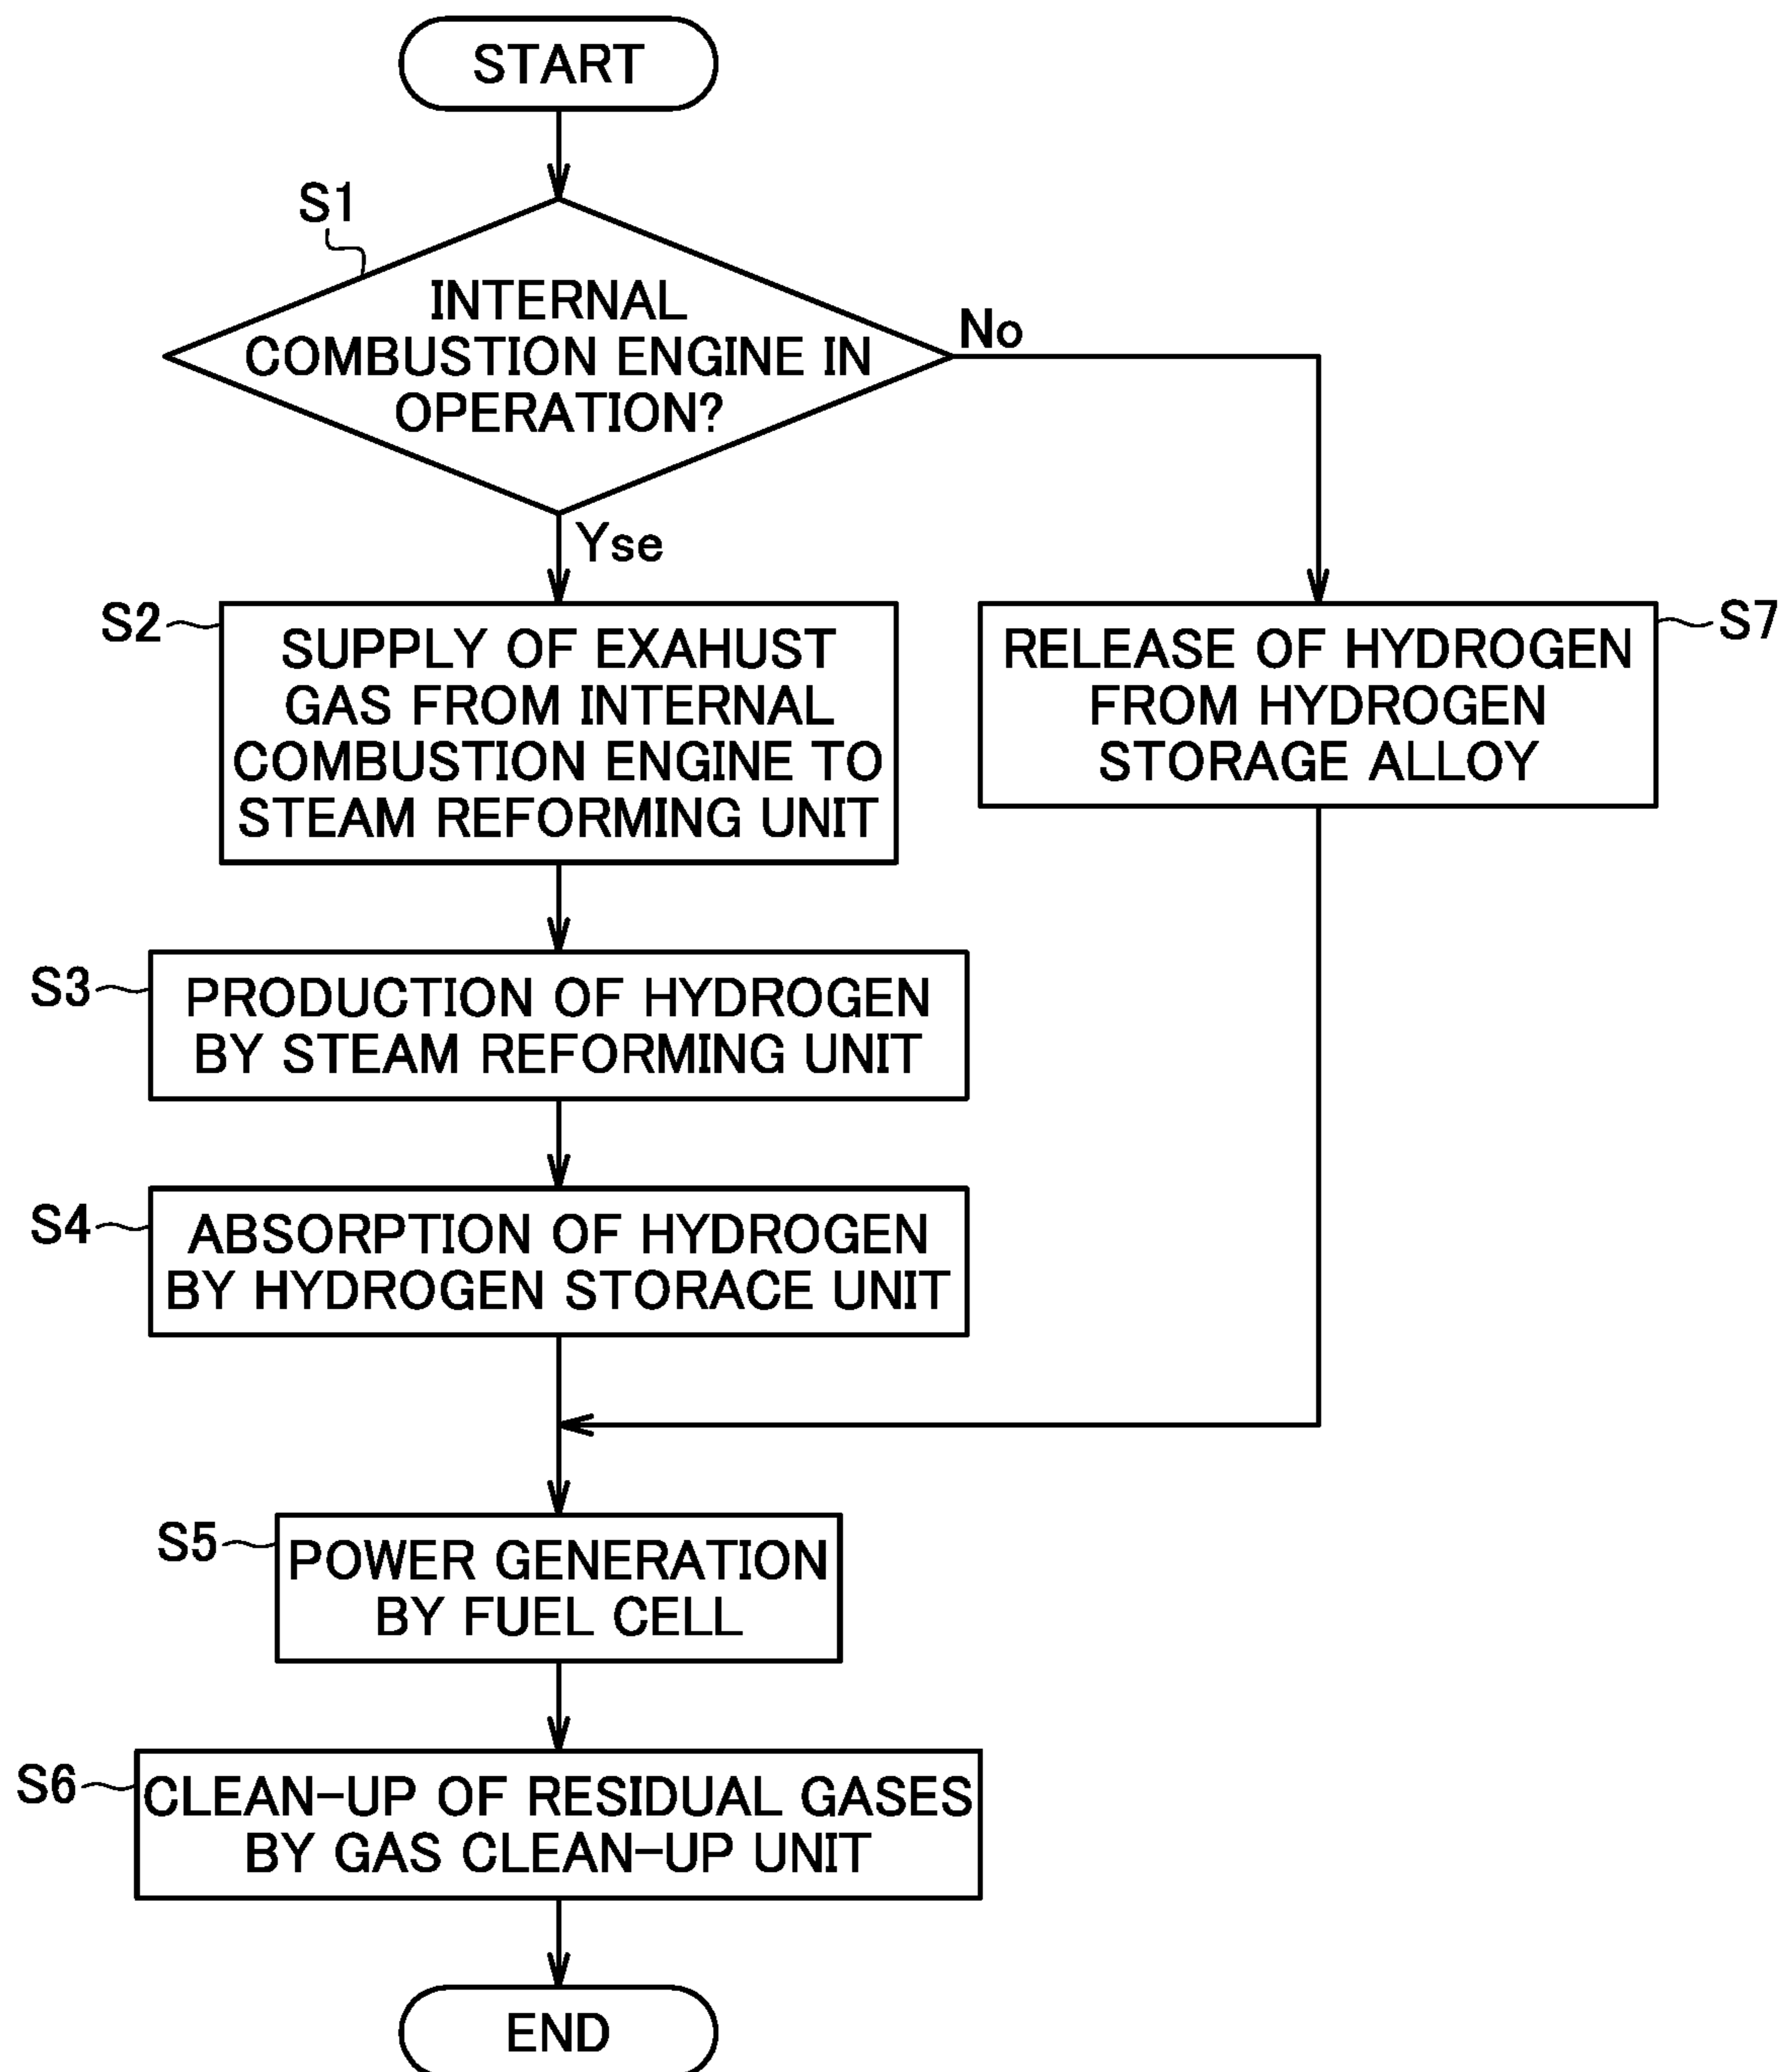 START
S1
INTERNAL
COMBUSTION ENGINE IN
OPERATION?
No
Yse
S2
SUPPLY OF EXAHUST
GAS FROM INTERNAL
COMBUSTION ENGINE TO
STEAM REFORMING UNIT
S7
RELEASE OF HYDROGEN
FROM HYDROGEN
STORAGE ALLOY
S3
PRODUCTION OF HYDROGEN
BY STEAM REFORMING UNIT
S4
ABSORPTION OF HYDROGEN
BY HYDROGEN STORACE UNIT
S5
POWER GENERATION
BY FUEL CELL
S6
CLEAN-UP OF RESIDUAL GASES
BY GAS CLEAN-UP UNIT
END